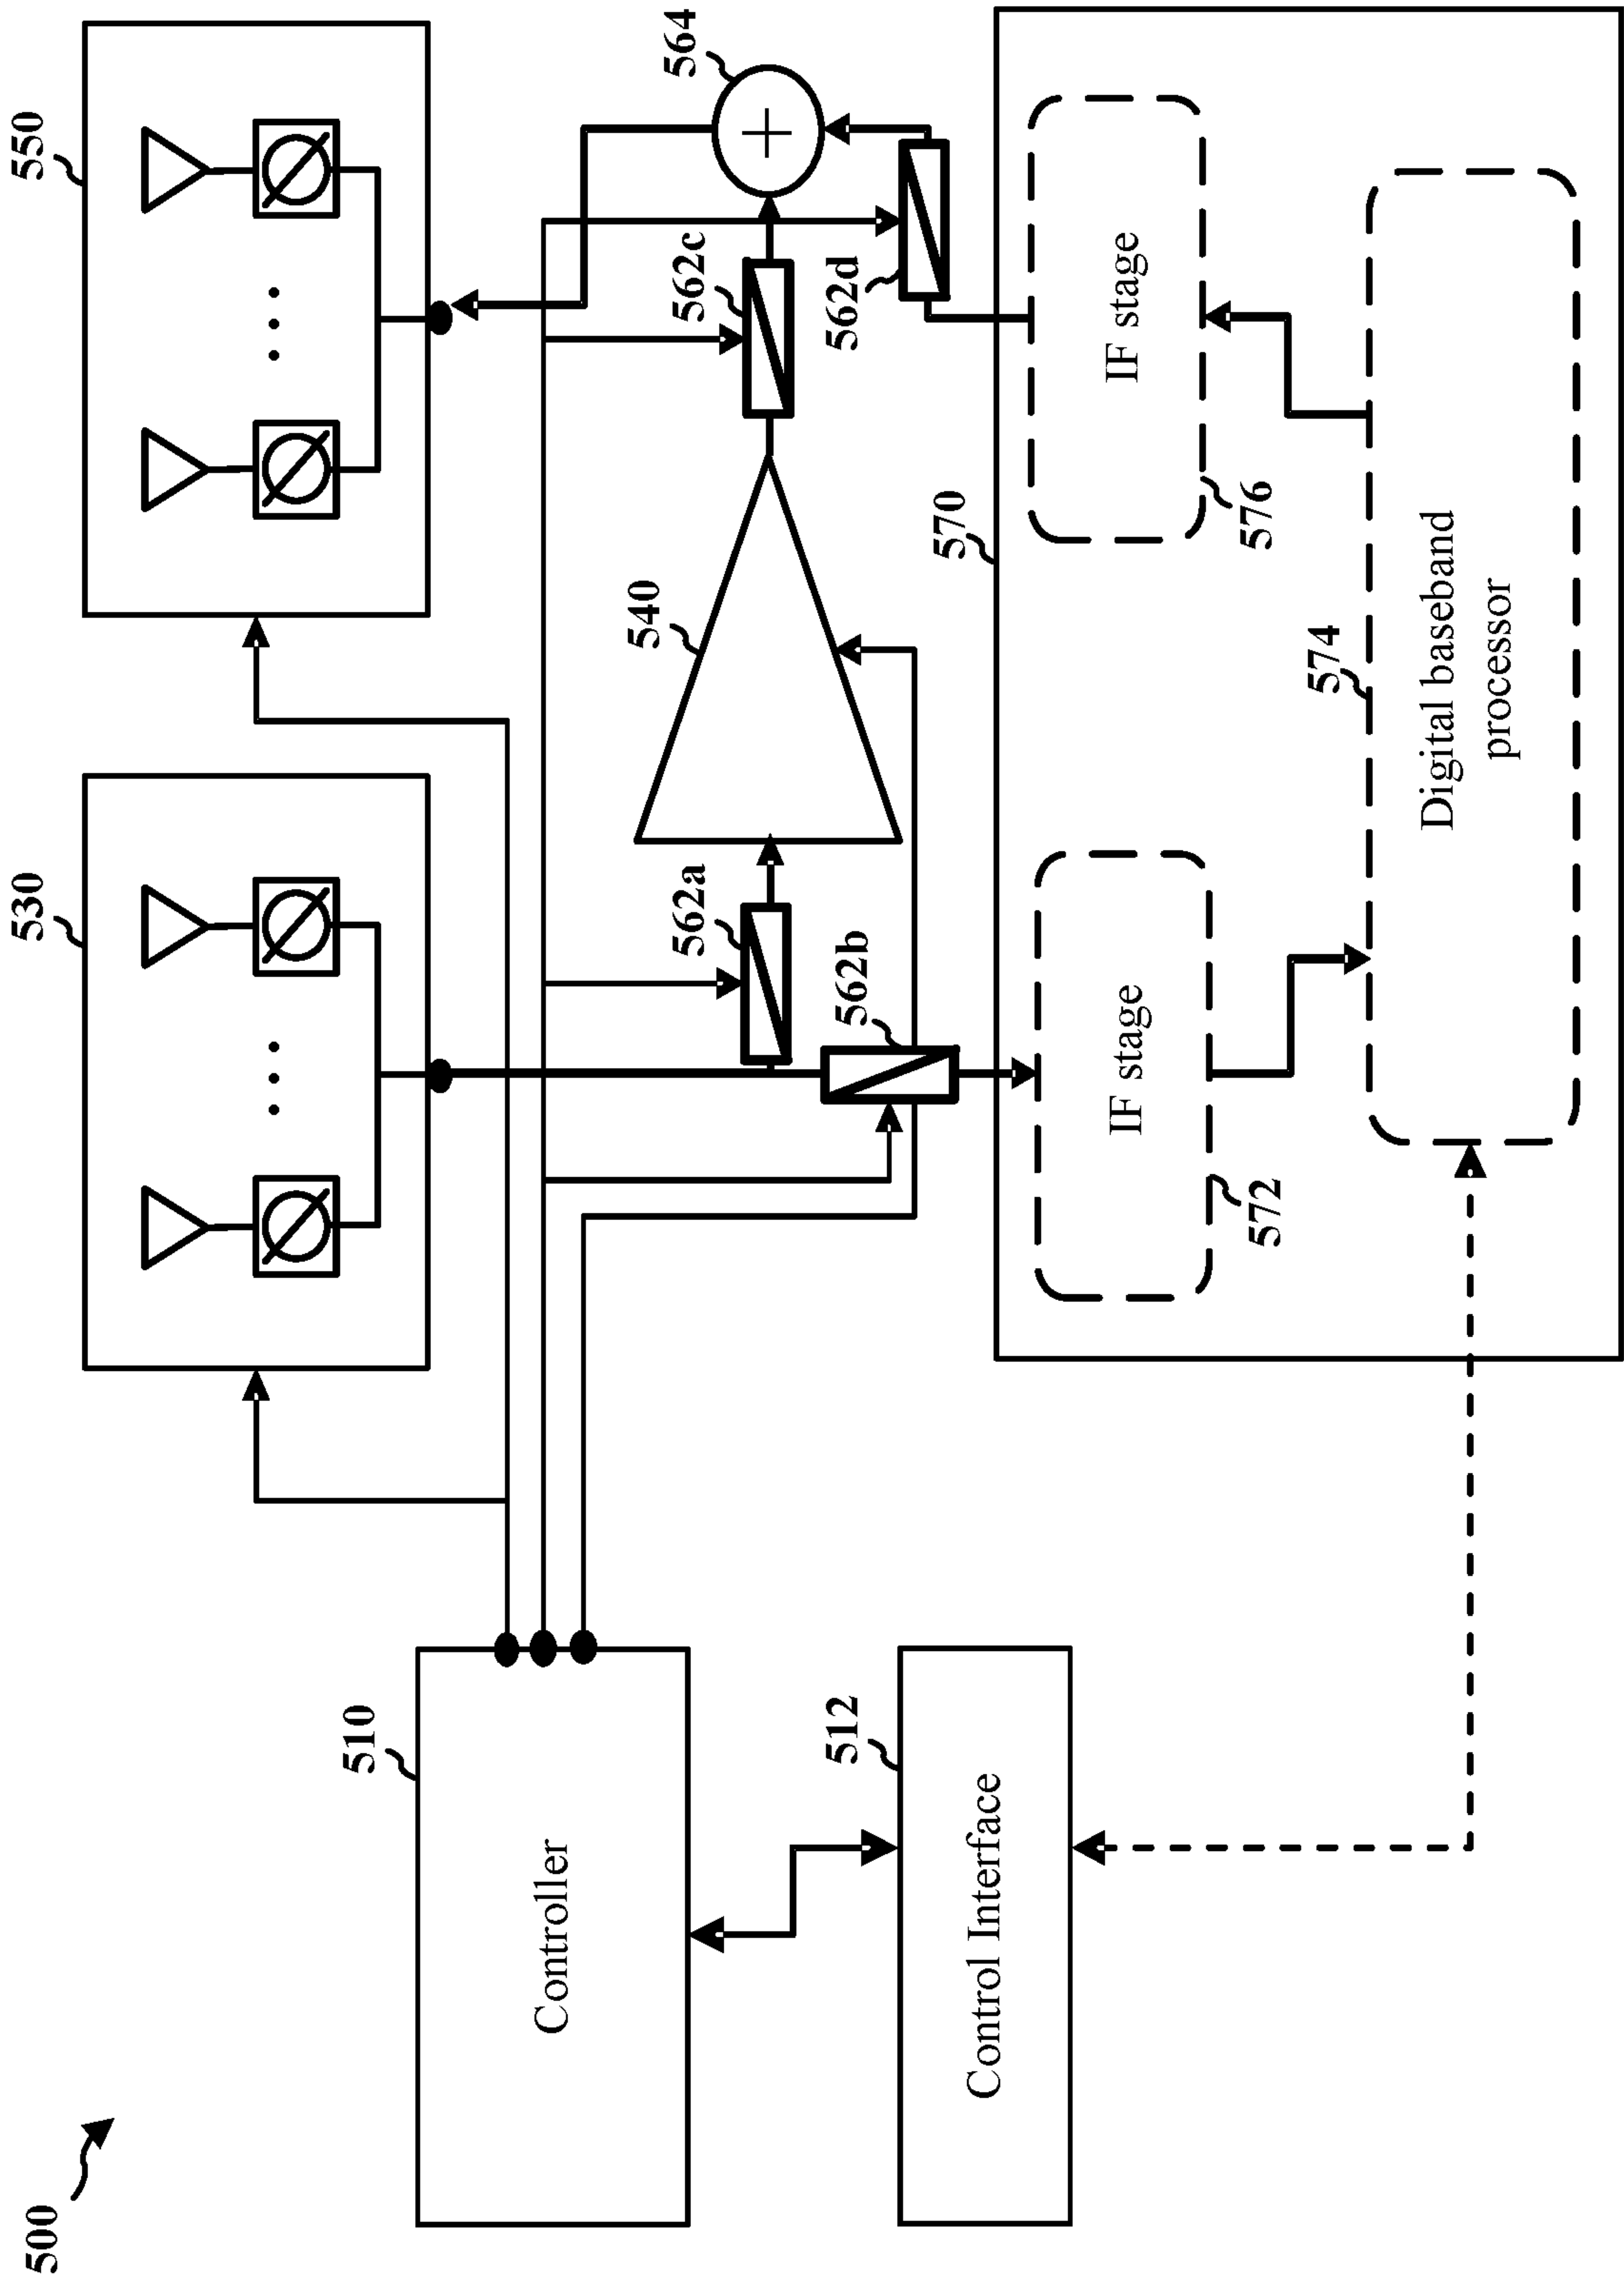 500
530
550
510
Controller
512
Control Interface
540
562a
562b
562c
562d
564
570
IF stage
572
IF stage
576
574
Digital baseband
processor